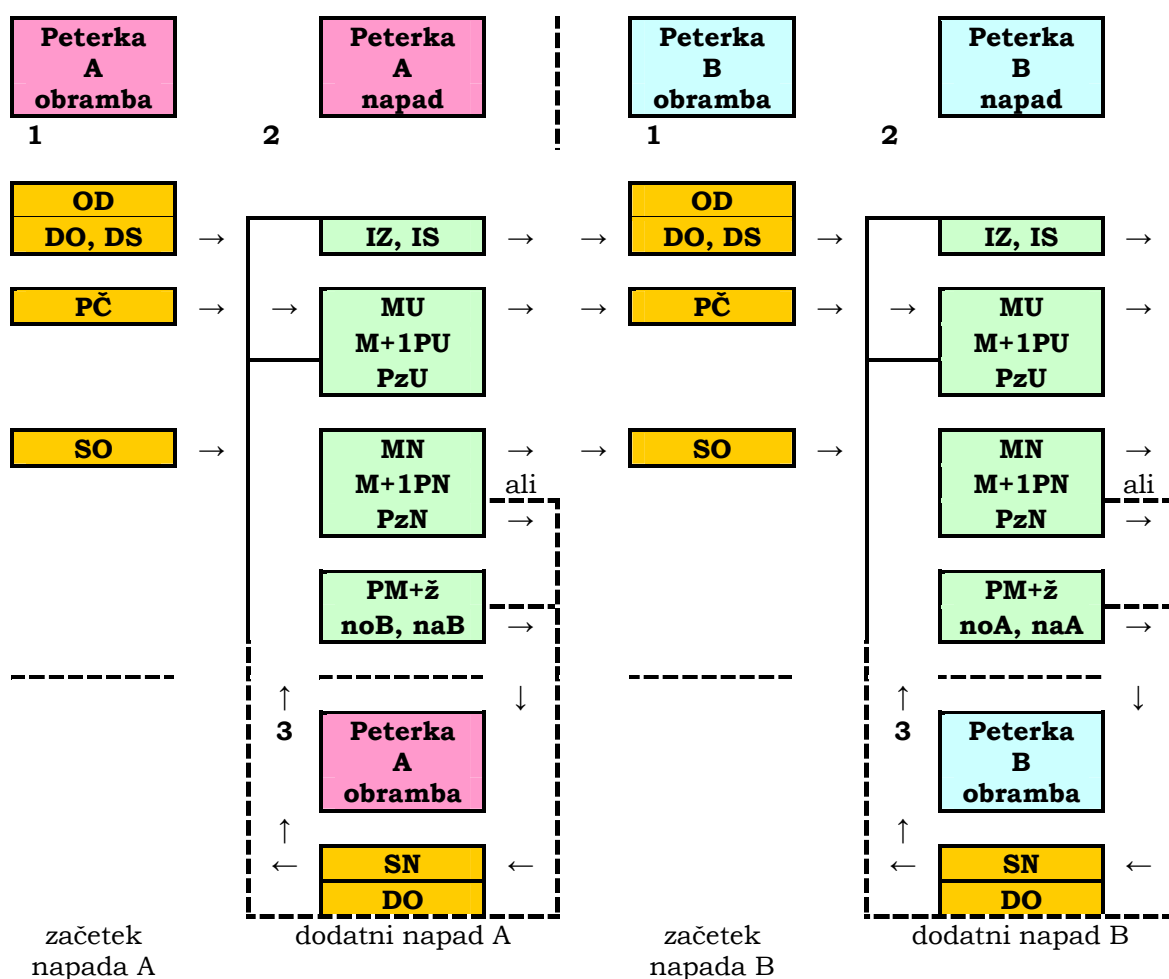 Peterka
A
obramba
Peterka
A
napad
Peterka
B
obramba
Peterka
B
napad
1 2 1 2
OD OD
DO, DS → IZ, IS → → DO, DS → IZ, IS →
PČ → → MU → → PČ → → MU →
M+1PU M+1PU
PzU PzU
SO → MN → → SO → MN →
M+1PN ali M+1PN ali
PzN → PzN →
PM+ž PM+ž
noB, naB → noA, naA →
↑ ↓ ↑ ↓
3 Peterka
A
obramba
3 Peterka
B
obramba
↑ ↑
← SN ← ← SN ←
DO DO
začetek
napada A
dodatni napad A
začetek
napada B
dodatni napad B